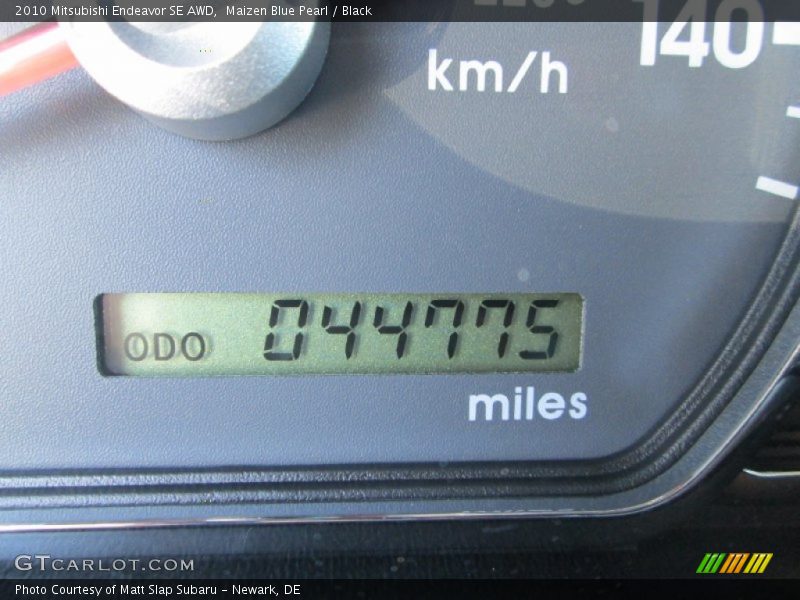 2010 Mitsubishi Endeavor SE AWD,  Maizen Blue Pearl / Black
140
km/h
ODO 044775
miles
GTCARLOT.COM
Photo Courtesy of Matt Slap Subaru - Newark, DE